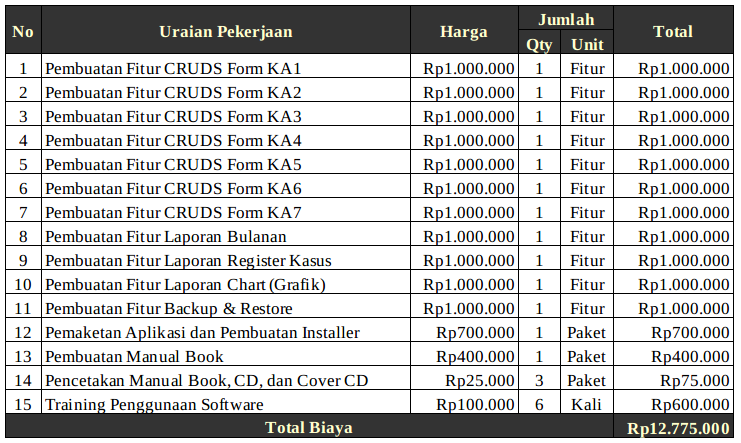 No Uraian Pekerjaan Harga Jumlah Total
Qty Unit
1 Pembuatan Fitur CRUDS Form KA1 Rp1.000.000 1 Fitur Rp1.000.000
2 Pembuatan Fitur CRUDS Form KA2 Rp1.000.000 1 Fitur Rp1.000.000
3 Pembuatan Fitur CRUDS Form KA3 Rp1.000.000 1 Fitur Rp1.000.000
4 Pembuatan Fitur CRUDS Form KA4 Rp1.000.000 1 Fitur Rp1.000.000
5 Pembuatan Fitur CRUDS Form KA5 Rp1.000.000 1 Fitur Rp1.000.000
6 Pembuatan Fitur CRUDS Form KA6 Rp1.000.000 1 Fitur Rp1.000.000
7 Pembuatan Fitur CRUDS Form KA7 Rp1.000.000 1 Fitur Rp1.000.000
8 Pembuatan Fitur Laporan Bulanan Rp1.000.000 1 Fitur Rp1.000.000
9 Pembuatan Fitur Laporan Register Kasus Rp1.000.000 1 Fitur Rp1.000.000
10 Pembuatan Fitur Laporan Chart (Grafik) Rp1.000.000 1 Fitur Rp1.000.000
11 Pembuatan Fitur Backup & Restore Rp1.000.000 1 Fitur Rp1.000.000
12 Pemaketan Aplikasi dan Pembuatan Installer Rp700.000 1 Paket Rp700.000
13 Pembuatan Manual Book Rp400.000 1 Paket Rp400.000
14 Pencetakan Manual Book, CD, dan Cover CD Rp25.000 3 Paket Rp75.000
15 Training Penggunaan Software Rp100.000 6 Kali Rp600.000
Total Biaya Rp12.775.000